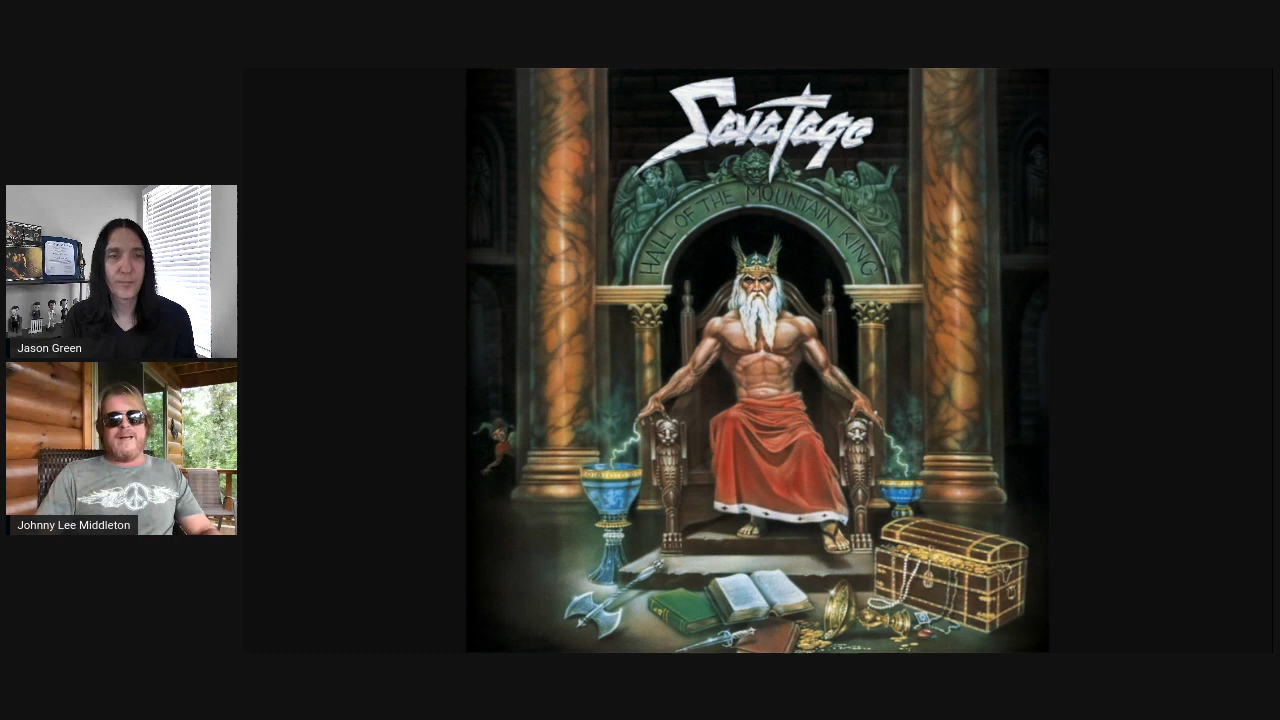 Savatage
HALL OF THE MOUNTAIN KING
Jason Green
Johnny Lee Middleton